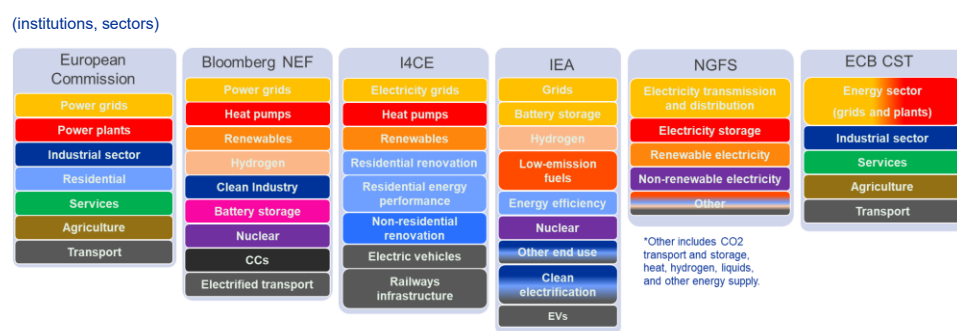 (institutions, sectors)
European
Commission
Power grids
Power plants
Industrial sector
Residential
Services
Agriculture
Transport
Bloomberg NEF
Power grids
Heat pumps
Renewables
Hydrogen
Clean Industry
Battery storage
Nuclear
CCs
Electrified transport
I4CE
Electricity grids
Heat pumps
Renewables
Residential renovation
Residential energy
performance
Non-residential
renovation
Electric vehicles
Railways
infrastructure
IEA
Grids
Battery storage
Hydrogen
Low-emission
fuels
Energy efficiency
Nuclear
Other end use
Clean
electrification
EVs
NGFS
Electricity transmission
and distribution
Electricity storage
Renewable electricity
Non-renewable electricity
Other
*Other includes CO2
transport and storage,
heat, hydrogen, liquids,
and other energy supply.
ECB CST
Energy sector
(grids and plants)
Industrial sector
Services
Agriculture
Transport